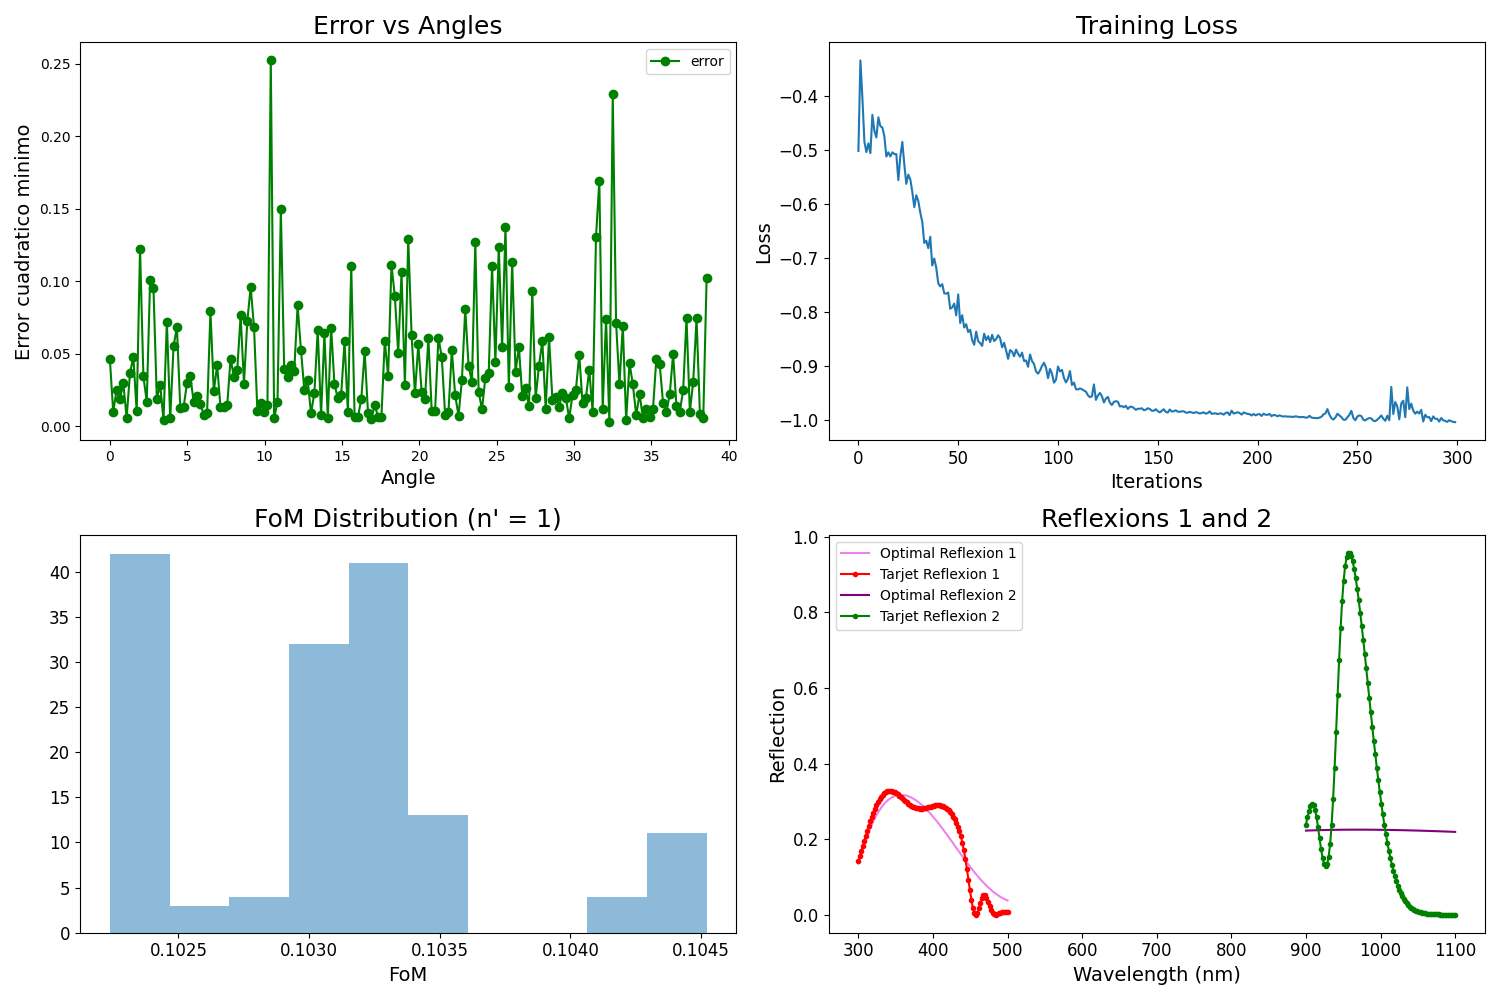 Error vs Angles
Error cuadratico minimo
0.25
0.20
0.15
0.10
0.05
0.00
error
0 5 10 15 20 25 30 35 40
Angle
Training Loss
Loss
−0.4
−0.5
−0.6
−0.7
−0.8
−0.9
−1.0
0 50 100 150 200 250 300
Iterations
FoM Distribution (n' = 1)
40
35
30
25
20
15
10
5
0
0.1025 0.1030 0.1035 0.1040 0.1045
FoM
Reflexions 1 and 2
Reflection
1.0
0.8
0.6
0.4
0.2
0.0
Optimal Reflexion 1
Tarjet Reflexion 1
Optimal Reflexion 2
Tarjet Reflexion 2
300 400 500 600 700 800 900 1000 1100
Wavelength (nm)